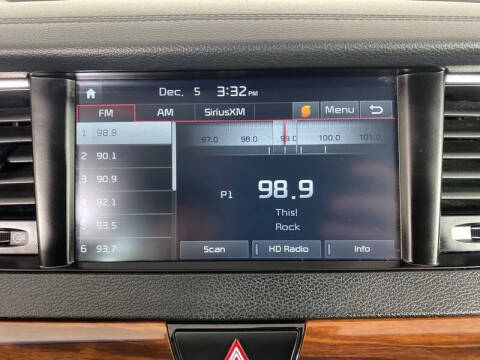 Dec. 5 3:32 PM
FM AM SiriusXM Menu
1 98.9
2 90.1
3 90.9
4 92.1
5 93.5
6 93.7
97.0 98.0 99.0 100.0 101.0
P1 98.9
This!
Rock
Scan HD Radio Info